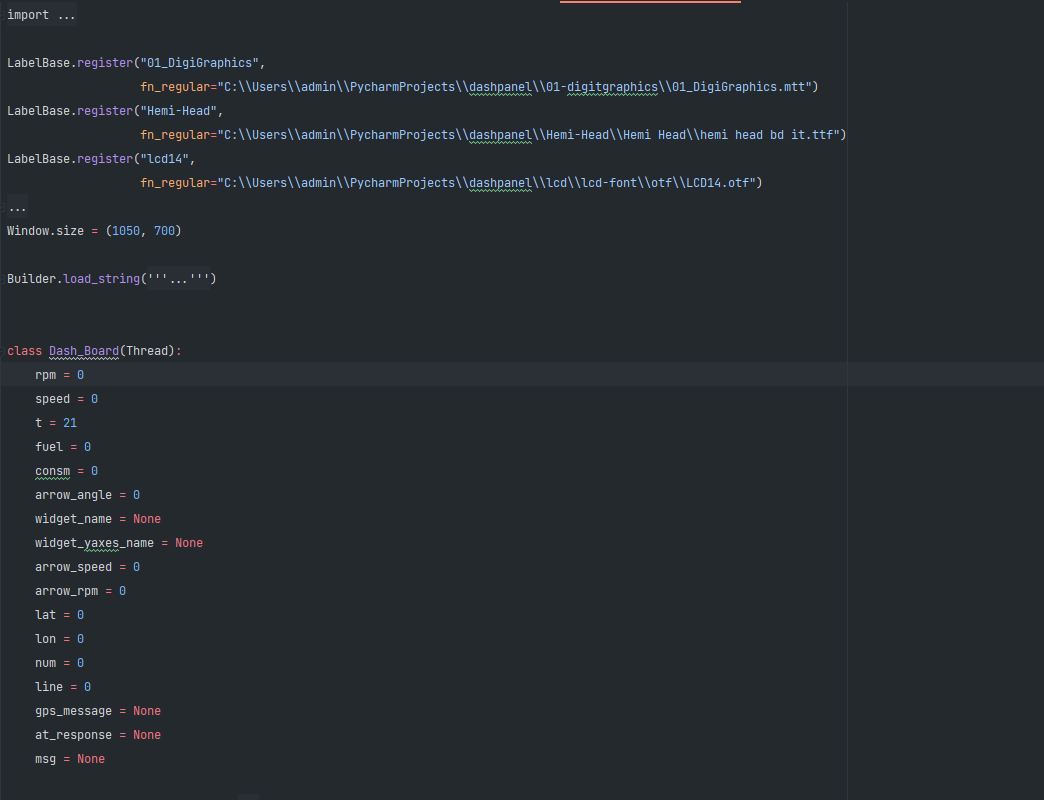 import ...
LabelBase.register("01_DigiGraphics",
fn_regular="C:\\Users\\admin\\PycharmProjects\\dashpanel\\01-digitgraphics\\01_DigiGraphics.mtt")
LabelBase.register("Hemi-Head",
fn_regular="C:\\Users\\admin\\PycharmProjects\\dashpanel\\Hemi-Head\\Hemi Head\\hemi head bd it.ttf")
LabelBase.register("lcd14",
fn_regular="C:\\Users\\admin\\PycharmProjects\\dashpanel\\lcd\\lcd-font\\otf\\LCD14.otf")
...
Window.size = (1050, 700)
Builder.load_string('''...''')
class Dash_Board(Thread):
rpm = 0
speed = 0
t = 21
fuel = 0
consm = 0
arrow_angle = 0
widget_name = None
widget_yaxes_name = None
arrow_speed = 0
arrow_rpm = 0
lat = 0
lon = 0
num = 0
line = 0
gps_message = None
at_response = None
msg = None